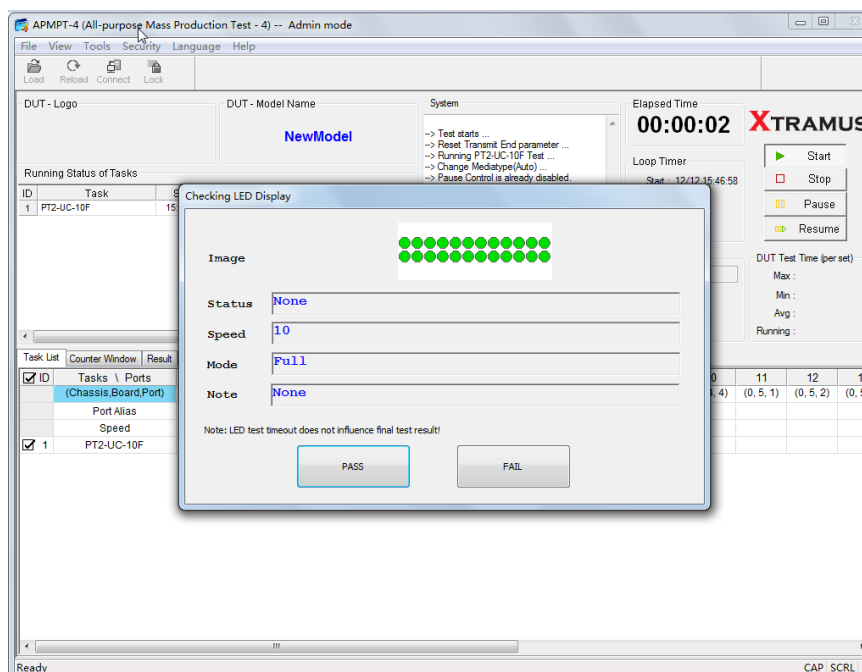 APMPT-4 (All-purpose Mass Production Test - 4) -- Admin mode
File View Tools Security Language Help
Load Reload Connect Lock
DUT - Logo
DUT - Model Name
NewModel
System
--> Test starts ...
--> Reset Transmit End parameter ...
--> Running PT2-UC-10F Test ...
--> Change Mediatype(Auto) ...
--> Pause Control is already disabled.
Elapsed Time
00:00:02
XTRAMUS
Loop Timer
Start : 12/12 15:46:58
Start
Stop
Pause
Resume
Running Status of Tasks
ID Task
1 PT2-UC-10F 15:
Checking LED Display
Image
Status None
Speed 10
Mode Full
Note None
Note: LED test timeout does not influence final test result!
PASS FAIL
DUT Test Time (per set)
Max :
Min :
Avg :
Running :
Task List Counter Window Result
ID Tasks \ Ports 11 12
(Chassis,Board,Port) , 4) (0, 5, 1) (0, 5, 2)
Port Alias
Speed
1 PT2-UC-10F
Ready CAP SCRL